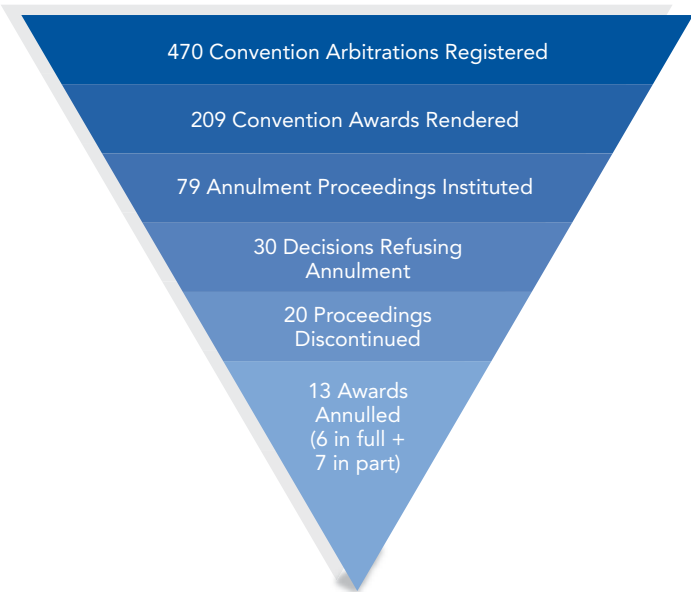 470 Convention Arbitrations Registered
209 Convention Awards Rendered
79 Annulment Proceedings Instituted
30 Decisions Refusing
Annulment
20 Proceedings
Discontinued
13 Awards
Annulled
(6 in full +
7 in part)